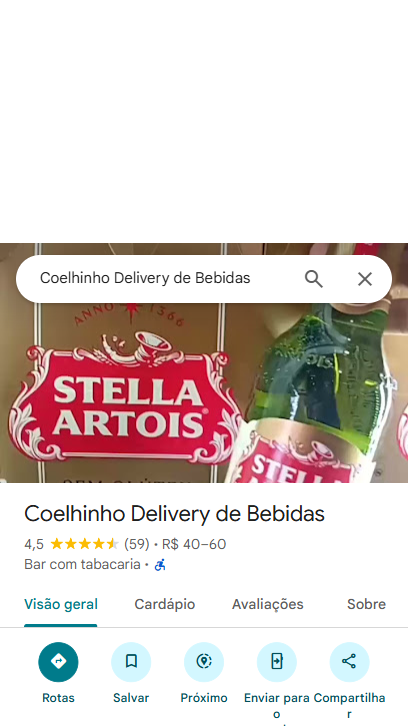 Coelhinho Delivery de Bebidas
ANNO 1366
STELLA
ARTOIS
STELLA
Coelhinho Delivery de Bebidas
4,5 (59) • R$ 40–60
Bar com tabacaria •
Visão geral Cardápio Avaliações Sobre
Rotas Salvar Próximo Enviar para o Compartilhar